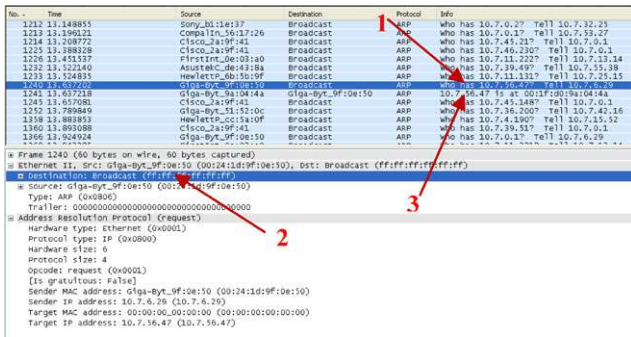 No. Time Source Destination Protocol Info
1212 13.148855 Sony_b1:1e:37 Broadcast ARP Who has 10.7.0.2? Tell 10.7.32.25
1213 13.196121 CompalIn_56:17:26 Broadcast ARP Who has 10.7.0.1? Tell 10.7.53.27
1214 13.208772 Cisco_2a:9f:41 Broadcast ARP Who has 10.7.45.21? Tell 10.7.0.1
1225 13.388328 Cisco_2a:9f:41 Broadcast ARP Who has 10.7.46.230? Tell 10.7.0.1
1226 13.451537 FirstInt_0e:03:a0 Broadcast ARP Who has 10.7.11.222? Tell 10.7.13.14
1232 13.522140 AsustekC_de:43:8a Broadcast ARP Who has 10.7.39.49? Tell 10.7.55.38
1233 13.524835 HewlettP_6b:5b:9f Broadcast ARP Who has 10.7.11.131? Tell 10.7.25.15
1240 13.637202 Giga-Byt_9f:0e:50 Broadcast ARP Who has 10.7.56.47? Tell 10.7.6.29
1241 13.637218 Giga-Byt_9a:04:4a Giga-Byt_9f:0e:50 ARP 10.7.56.47 is at 00:1f:d0:9a:04:4a
1245 13.657081 Cisco_2a:9f:41 Broadcast ARP Who has 10.7.45.148? Tell 10.7.0.1
1252 13.789849 Giga-Byt_51:52:0c Broadcast ARP Who has 10.7.36.200? Tell 10.7.42.16
1358 13.883853 HewlettP_cc:5a:0f Broadcast ARP Who has 10.7.4.190? Tell 10.7.15.52
1360 13.893088 Cisco_2a:9f:41 Broadcast ARP Who has 10.7.39.51? Tell 10.7.0.1
1366 13.924924 Giga-Byt_9f:0e:50 Broadcast ARP Who has 10.7.0.1? Tell 10.7.6.29
1
3
Frame 1240 (60 bytes on wire, 60 bytes captured)
Ethernet II, Src: Giga-Byt_9f:0e:50 (00:24:1d:9f:0e:50), Dst: Broadcast (ff:ff:ff:ff:ff:ff)
Destination: Broadcast (ff:ff:ff:ff:ff:ff)
Source: Giga-Byt_9f:0e:50 (00:24:1d:9f:0e:50)
Type: ARP (0x0806)
Trailer: 000000000000000000000000000000000000
2
Address Resolution Protocol (request)
Hardware type: Ethernet (0x0001)
Protocol type: IP (0x0800)
Hardware size: 6
Protocol size: 4
Opcode: request (0x0001)
[Is gratuitous: False]
Sender MAC address: Giga-Byt_9f:0e:50 (00:24:1d:9f:0e:50)
Sender IP address: 10.7.6.29 (10.7.6.29)
Target MAC address: 00:00:00_00:00:00 (00:00:00:00:00:00)
Target IP address: 10.7.56.47 (10.7.56.47)